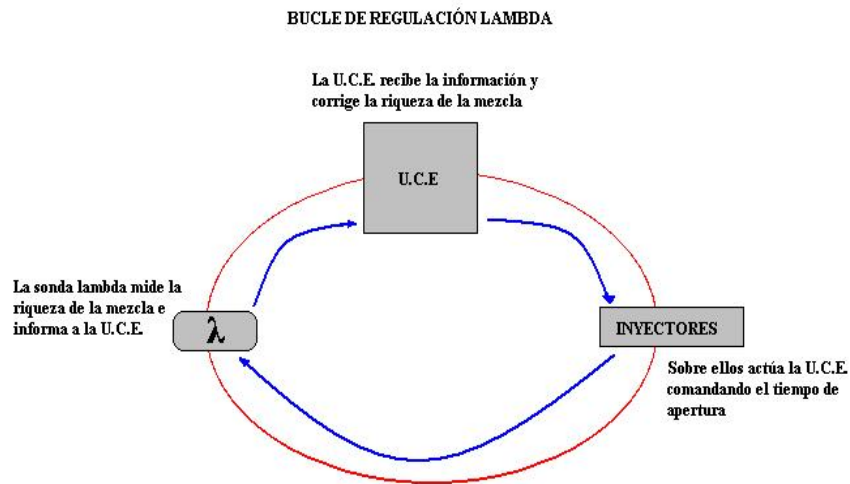 BUCLE DE REGULACIÓN LAMBDA
La U.C.E. recibe la información y
corrige la riqueza de la mezcla
U.C.E
La sonda lambda mide la
riqueza de la mezcla e
informa a la U.C.E.
λ
INYECTORES
Sobre ellos actúa la U.C.E.
comandando el tiempo de
apertura